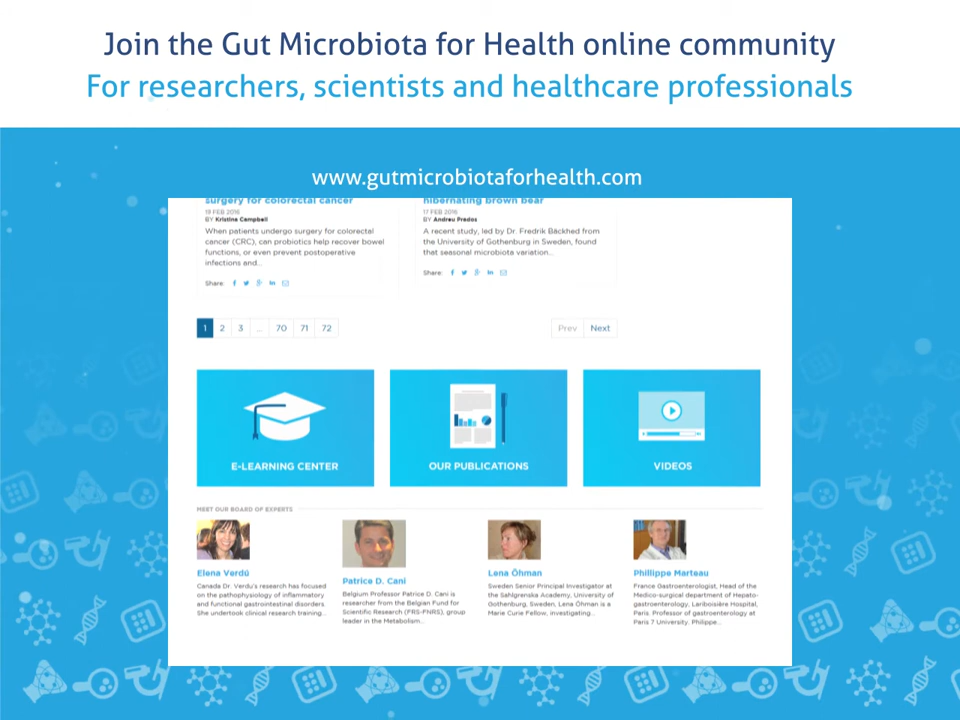 Join the Gut Microbiota for Health online community
For researchers, scientists and healthcare professionals
www.gutmicrobiotaforhealth.com
surgery for colorectal cancer
19 FEB 2016
BY Kristina Campbell
When patients undergo surgery for colorectal
cancer (CRC), can probiotics help recover bowel
functions, or even prevent postoperative
infections and...
Share:
hibernating brown bear
17 FEB 2016
BY Andreu Prados
A recent study, led by Dr. Fredrik Bäckhed from
the University of Gothenburg in Sweden, found
that seasonal microbiota variation...
Share:
1 2 3 ... 70 71 72
Prev Next
E-LEARNING CENTER
OUR PUBLICATIONS
VIDEOS
MEET OUR BOARD OF EXPERTS
Elena Verdú
Canada Dr. Verdu's research has focused
on the pathophysiology of inflammatory
and functional gastrointestinal disorders.
She undertook clinical research training...
Patrice D. Cani
Belgium Professor Patrice D. Cani is
researcher from the Belgian Fund for
Scientific Research (FRS-FNRS), group
leader in the Metabolism...
Lena Öhman
Sweden Senior Principal Investigator at
the Sahlgrenska Academy, University of
Gothenburg, Sweden, Lena Öhman is a
Marie Curie Fellow, investigating...
Phillippe Marteau
France Gastroenterologist, Head of the
Medico-surgical department of Hepato-
gastroenterology, Lariboisière Hospital,
Paris. Professor of gastroenterology at
Paris 7 University, Philippe...